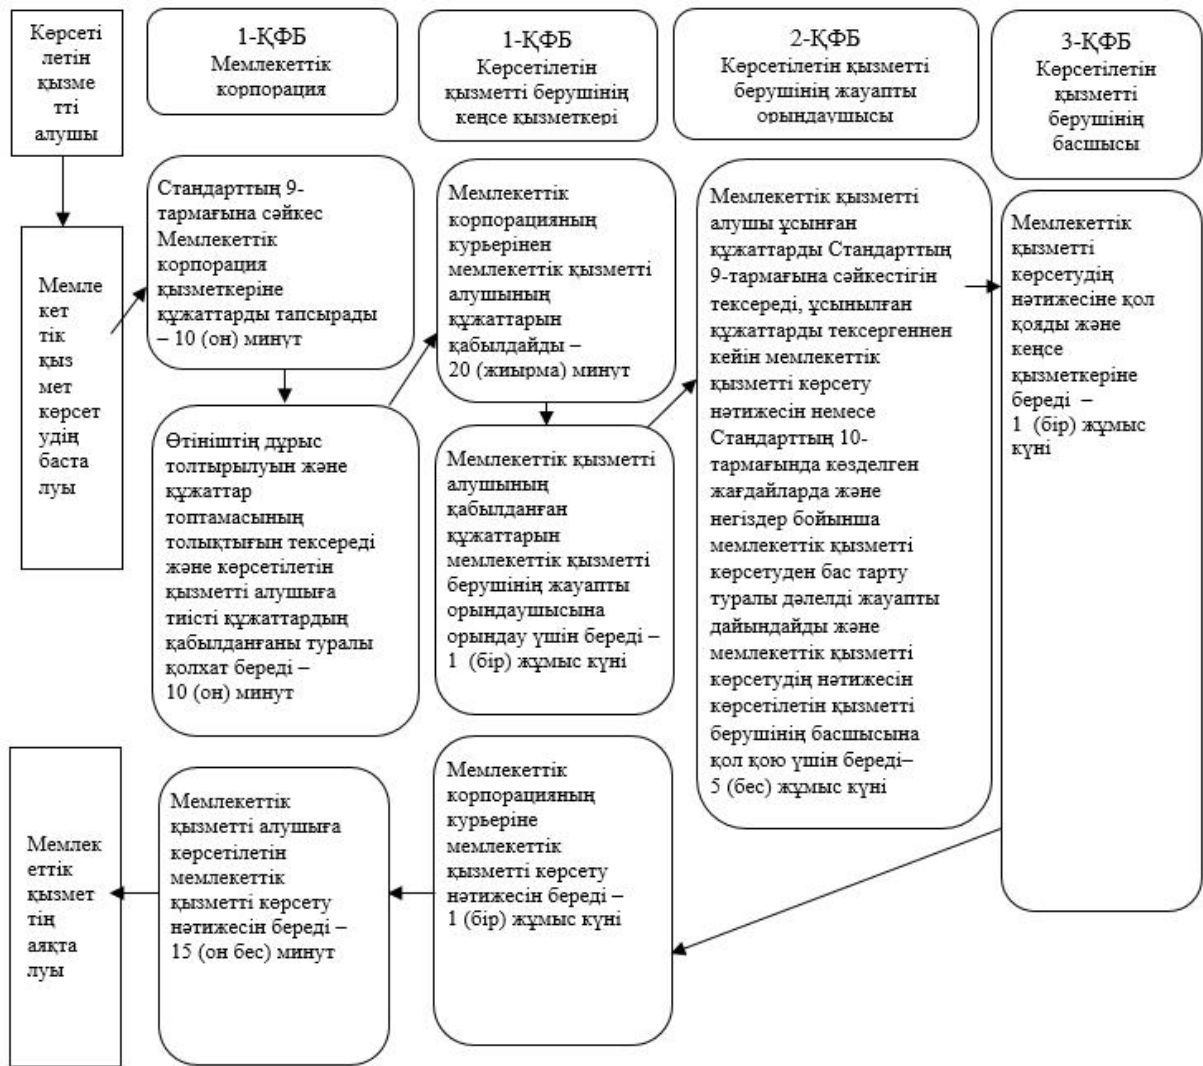 Көрсеті
летін
қызме
тті
алушы
1-ҚФБ
Мемлекеттік
корпорация
1-ҚФБ
Көрсетілетін
қызметті берушінің
кеңсе қызметкері
2-ҚФБ
Көрсетілетін қызметті
берушінің жауапты
орындаушысы
3-ҚФБ
Көрсетілетін
қызметті
берушінің
басшысы
Мемле
кет
тік
қыз
мет
көрсет
удің
баста
луы
Стандарттың 9-
тармағына сәйкес
Мемлекеттік
корпорация
қызметкеріне
құжаттарды тапсырады
– 10 (он) минут
Өтініштің дұрыс
толтырылуын және
құжаттар
топтамасының
толықтығын тексереді
және көрсетілетін
қызметті алушыға
тиісті құжаттардың
қабылданғаны туралы
қолхат береді –
10 (он) минут
Мемлекеттік
корпорацияның
курьерінен
мемлекеттік қызметті
алушының
құжаттарын
қабылдайды –
20 (жиырма) минут
Мемлекеттік қызметті
алушының
қабылданған
құжаттарын
мемлекеттік қызметті
берушінің жауапты
орындаушысына
орындау үшін береді –
1 (бір) жұмыс күні
Мемлекеттік қызметті
алушы ұсынған
құжаттарды Стандарттың
9-тармағына сәйкестігін
тексереді, ұсынылған
құжаттарды тексергеннен
кейін мемлекеттік
қызметті көрсету
нәтижесін немесе
Стандарттың 10-
тармағында көзделген
жағдайларда және
негіздер бойынша
мемлекеттік қызметті
көрсетуден бас тарту
туралы дәлелді жауапты
дайындайды және
мемлекеттік қызметті
көрсетудің нәтижесін
көрсетілетін қызметті
берушінің басшысына
қол қою үшін береді–
5 (бес) жұмыс күні
Мемлекеттік
қызметті
көрсетудің
нәтижесіне қол
қояды және
кеңсе
қызметкеріне
береді –
1 (бір) жұмыс
күні
Мемлекеттік
корпорацияның
курьеріне
мемлекеттік
қызметті көрсету
нәтижесін береді –
1 (бір) жұмыс күні
Мемлекеттік
қызметті алушыға
көрсетілетін
мемлекеттік
қызметті көрсету
нәтижесін береді –
15 (он бес) минут
Мемлек
еттік
қызмет
тің
аяқта
луы